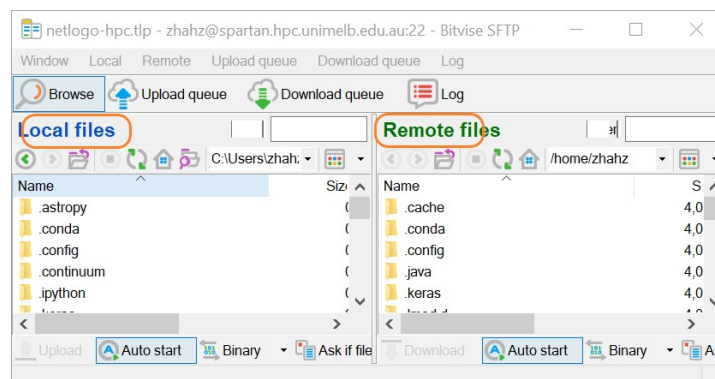 netlogo-hpc.tlp - zhahz@spartan.hpc.unimelb.edu.au:22 - Bitvise SFTP
Window Local Remote Upload queue Download queue Log
Browse Upload queue Download queue Log
Local files
C:\Users\zhah
Name Siz
.astropy
.conda
.config
.continuum
.ipython
Upload Auto start Binary Ask if file
Remote files
/home/zhahz
Name S
.cache 4,0
.conda 4,0
.config 4,0
.java 4,0
.keras 4,0
Download Auto start Binary A